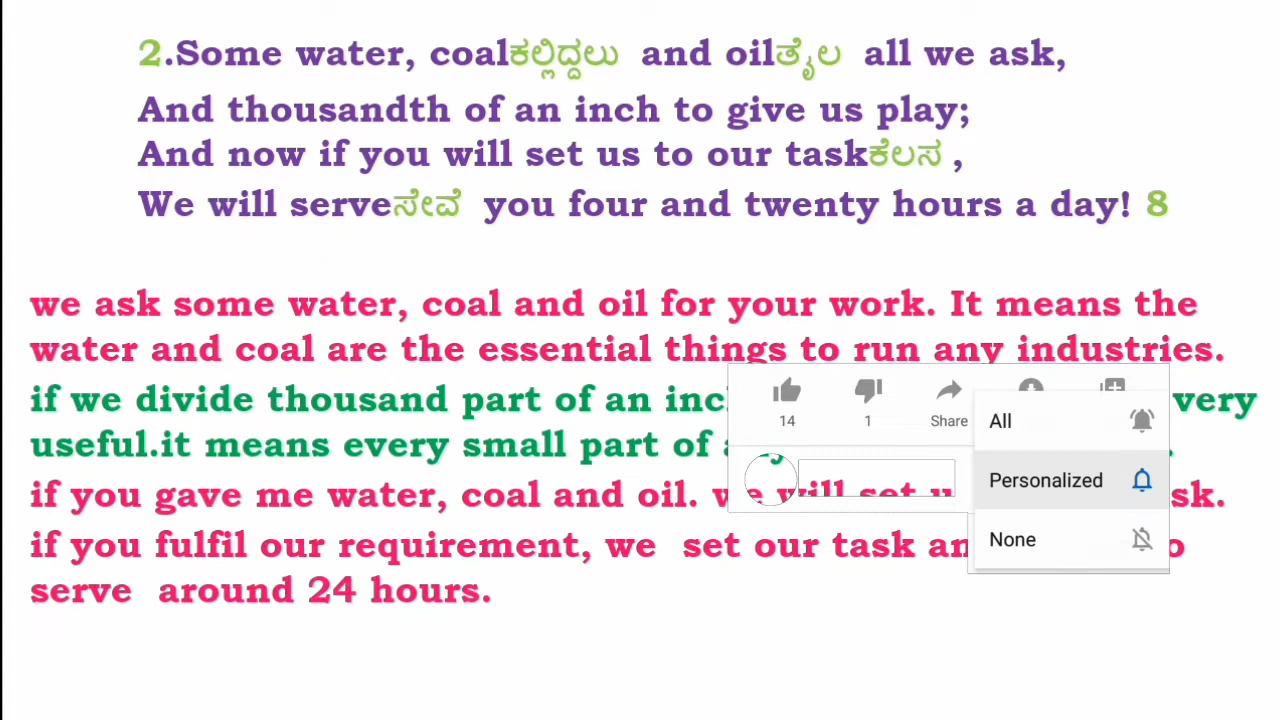 2.Some water, coalಕಲ್ಲಿದ್ದಲು and oilತೈಲ all we ask,
And thousandth of an inch to give us play;
And now if you will set us to our taskಕೆಲಸ ,
We will serveಸೇವೆ you four and twenty hours a day! 8
we ask some water, coal and oil for your work. It means the
water and coal are the essential things to run any industries.
if we divide thousand part of an inc very
useful.it means every small part of a
if you gave me water, coal and oil. we will set u sk.
if you fulfil our requirement, we set our task an o
serve around 24 hours.
14 1 Share
All
Personalized
None